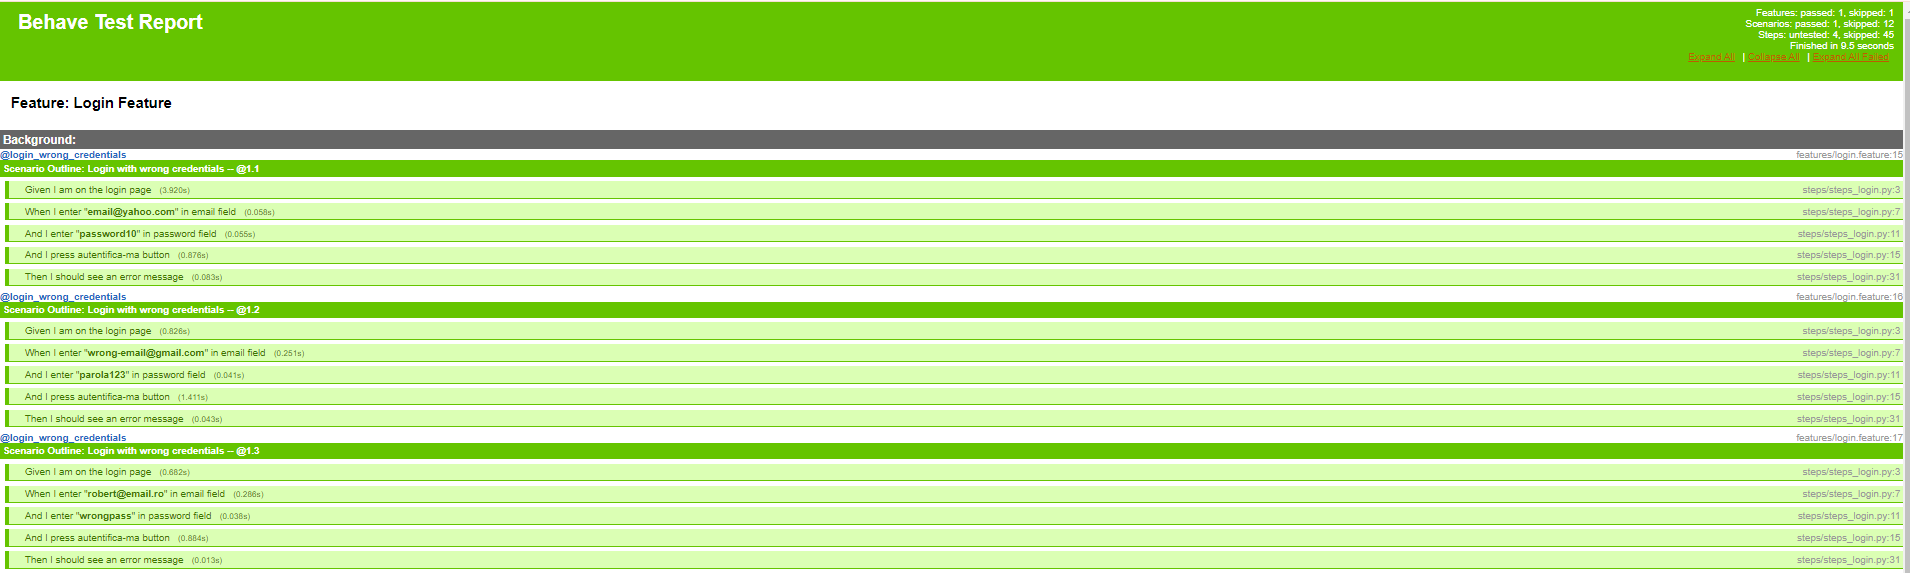 Behave Test Report
Features: passed: 1, skipped: 1
Scenarios: passed: 1, skipped: 12
Steps: untested: 4, skipped: 45
Finished in 9.5 seconds
Expand All | Collapse All | Expand All Failed
Feature: Login Feature
Background:
@login_wrong_credentials features/login.feature:15
Scenario Outline: Login with wrong credentials -- @1.1
Given I am on the login page (3.920s) steps/steps_login.py:3
When I enter "email@yahoo.com" in email field (0.058s) steps/steps_login.py:7
And I enter "password10" in password field (0.055s) steps/steps_login.py:11
And I press autentifica-ma button (0.876s) steps/steps_login.py:15
Then I should see an error message (0.083s) steps/steps_login.py:31
@login_wrong_credentials features/login.feature:16
Scenario Outline: Login with wrong credentials -- @1.2
Given I am on the login page (0.826s) steps/steps_login.py:3
When I enter "wrong-email@gmail.com" in email field (0.251s) steps/steps_login.py:7
And I enter "parola123" in password field (0.041s) steps/steps_login.py:11
And I press autentifica-ma button (1.411s) steps/steps_login.py:15
Then I should see an error message (0.043s) steps/steps_login.py:31
@login_wrong_credentials features/login.feature:17
Scenario Outline: Login with wrong credentials -- @1.3
Given I am on the login page (0.682s) steps/steps_login.py:3
When I enter "robert@email.ro" in email field (0.286s) steps/steps_login.py:7
And I enter "wrongpass" in password field (0.038s) steps/steps_login.py:11
And I press autentifica-ma button (0.884s) steps/steps_login.py:15
Then I should see an error message (0.013s) steps/steps_login.py:31